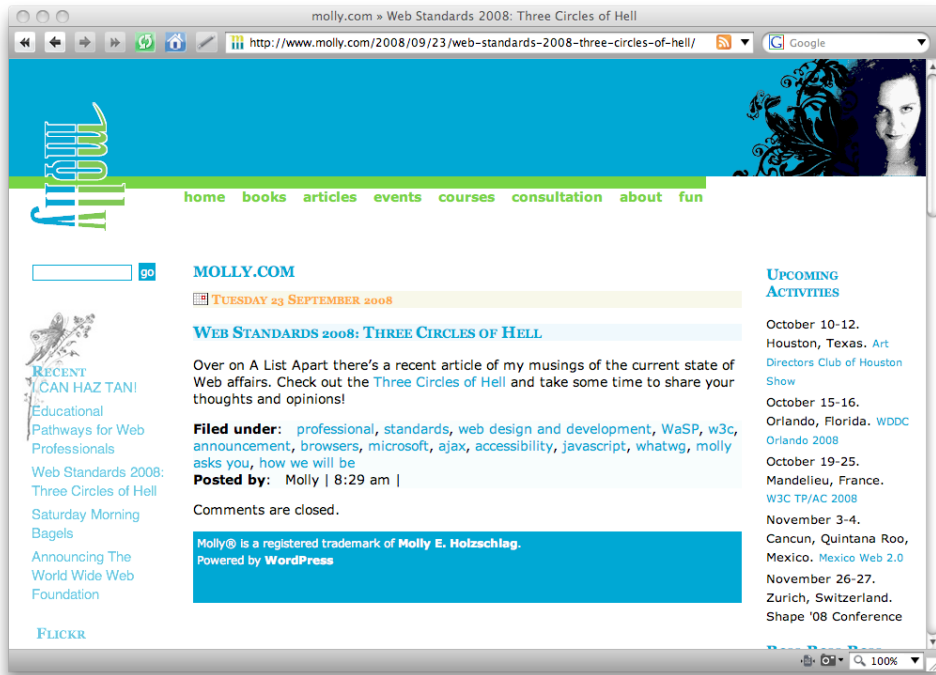 molly.com » Web Standards 2008: Three Circles of Hell
http://www.molly.com/2008/09/23/web-standards-2008-three-circles-of-hell/
Google
molly
home books articles events courses consultation about fun
go
Recent
I CAN HAZ TAN!
Educational
Pathways for Web
Professionals
Web Standards 2008:
Three Circles of Hell
Saturday Morning
Bagels
Announcing The
World Wide Web
Foundation
Flickr
MOLLY.COM
Tuesday 23 September 2008
Web Standards 2008: Three Circles of Hell
Over on A List Apart there's a recent article of my musings of the current state of
Web affairs. Check out the Three Circles of Hell and take some time to share your
thoughts and opinions!
Filed under: professional, standards, web design and development, WaSP, w3c,
announcement, browsers, microsoft, ajax, accessibility, javascript, whatwg, molly
asks you, how we will be
Posted by: Molly | 8:29 am |
Comments are closed.
Molly® is a registered trademark of Molly E. Holzschlag.
Powered by WordPress
Upcoming
Activities
October 10-12.
Houston, Texas. Art
Directors Club of Houston
Show
October 15-16.
Orlando, Florida. WDDC
Orlando 2008
October 19-25.
Mandelieu, France.
W3C TP/AC 2008
November 3-4.
Cancun, Quintana Roo,
Mexico. Mexico Web 2.0
November 26-27.
Zurich, Switzerland.
Shape '08 Conference
100%